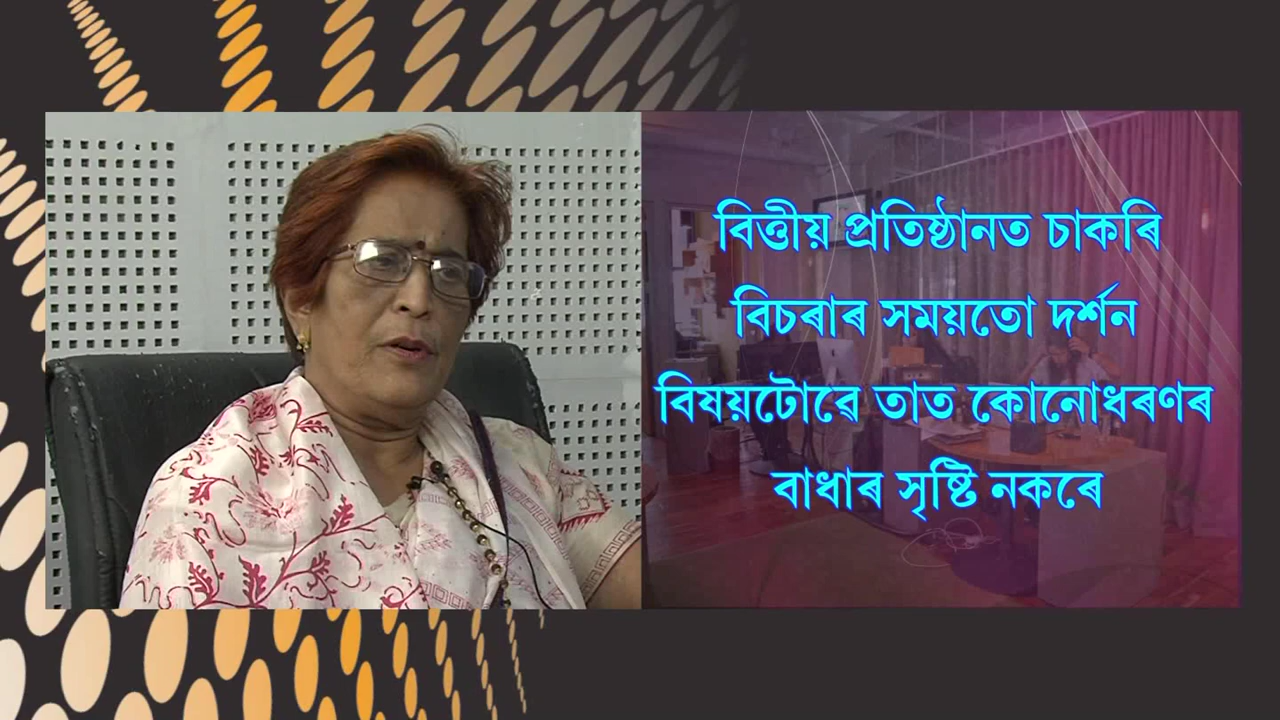 বিত্তীয় প্ৰতিষ্ঠানত চাকৰি
বিচৰাৰ সময়তো দৰ্শন
বিষয়টোৱে তাত কোনোধৰণৰ
বাধাৰ সৃষ্টি নকৰে